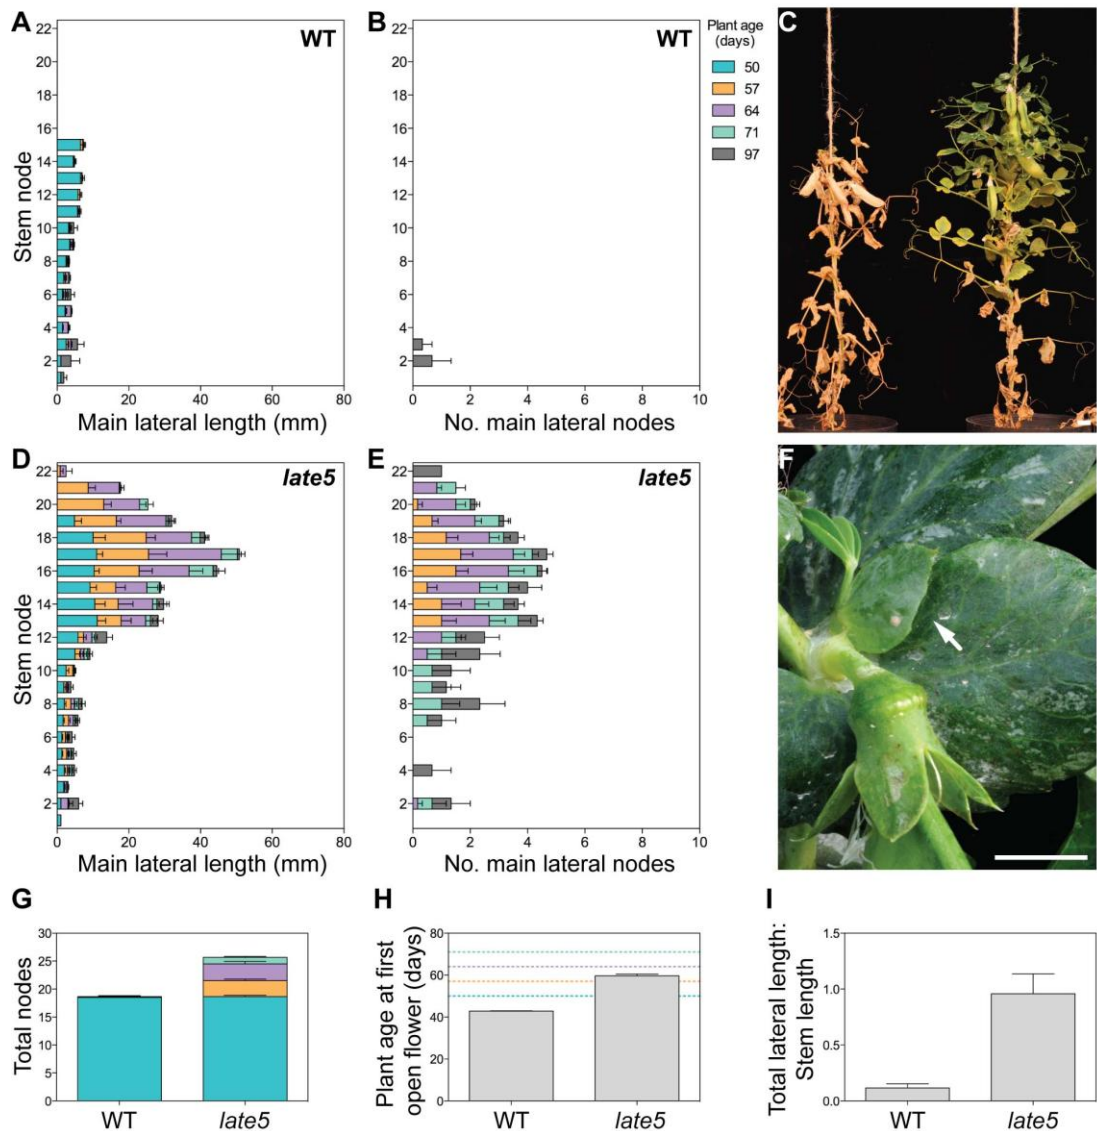 A
WT
22
20
18
16
14
12
10
8
6
4
2
Stem node
0 20 40 60 80
Main lateral length (mm)
B
WT
22
20
18
16
14
12
10
8
6
4
2
0 2 4 6 8 10
No. main lateral nodes
Plant age
(days)
50
57
64
71
97
C
D
late5
22
20
18
16
14
12
10
8
6
4
2
Stem node
0 20 40 60 80
Main lateral length (mm)
E
late5
22
20
18
16
14
12
10
8
6
4
2
0 2 4 6 8 10
No. main lateral nodes
F
G
30
25
20
15
10
5
0
Total nodes
WT late5
H
80
60
40
20
0
Plant age at first
open flower (days)
WT late5
I
1.5
1.0
0.5
0.0
Total lateral length:
Stem length
WT late5